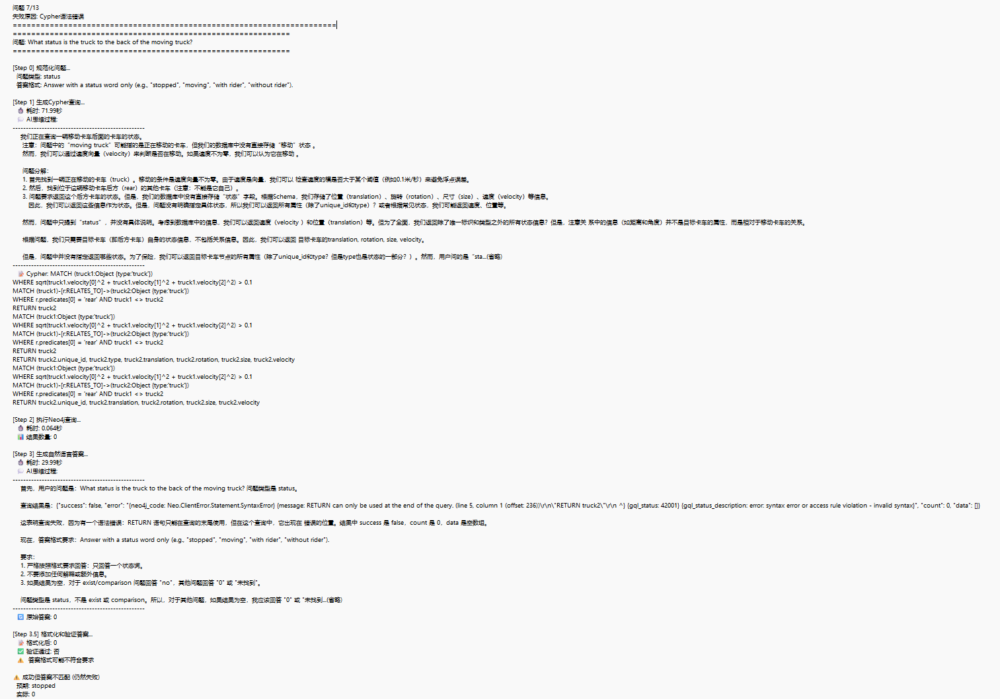 问题 7/13
失败原因: Cypher语法错误
======================================================================
============================================================
问题: What status is the truck to the back of the moving truck?
============================================================
[Step 0] 规范化问题...
问题类型: status
答案格式: Answer with a status word only (e.g., "stopped", "moving", "with rider", "without rider").
[Step 1] 生成Cypher查询...
耗时: 71.99秒
AI思维过程:
--------------------------------------------------
我们正在查询一辆移动卡车后面的卡车的状态。
注意：问题中的“moving truck”可能指的是正在移动的卡车，但我们的数据库中没有直接存储“移动”状态 。
然而，我们可以通过速度向量（velocity）来判断是否在移动。如果速度不为零，我们可以认为它在移动 。
问题分解：
1. 首先找到一辆正在移动的卡车（truck）。移动的条件是速度向量不为零。由于速度是向量，我们可以 检查速度的模是否大于某个阈值（例如0.1米/秒）来避免浮点误差。
2. 然后，找到位于这辆移动卡车后方（rear）的其他卡车（注意：不能是它自己）。
3. 问题要求返回这个后方卡车的状态。但是，我们的数据库中没有直接存储“状态”字段。根据Schema，我们存储了位置（translation）、旋转（rotation）、尺寸（size）、速度（velocity）等信息。
因此，我们可以返回这些信息作为状态。但是，问题没有明确指定具体状态，所以我们可以返回所有属性（除了unique_id和type）？或者根据常见状态，我们可能返回速度、位置等。
然而，问题中只提到“status”，并没有具体说明。考虑到数据库中的信息，我们可以返回速度（velocity ）和位置（translation）等。但为了全面，我们返回除了唯一标识和类型之外的所有状态信息？但是，注意关 系中的信息（如距离和角度）并不是目标卡车的属性，而是相对于移动卡车的关系。
根据问题，我们只需要目标卡车（即后方卡车）自身的状态信息，不包括关系信息。因此，我们可以返回 目标卡车的translation, rotation, size, velocity。
但是，问题中并没有指定返回哪些状态。为了保险，我们可以返回目标卡车节点的所有属性（除了unique_id和type？但是type也是状态的一部分？）。然而，用户问的是“sta...(省略)
--------------------------------------------------
Cypher: MATCH (truck1:Object {type:'truck'})
WHERE sqrt(truck1.velocity[0]^2 + truck1.velocity[1]^2 + truck1.velocity[2]^2) > 0.1
MATCH (truck1)-[r:RELATES_TO]->(truck2:Object {type:'truck'})
WHERE r.predicates[0] = 'rear' AND truck1 <> truck2
RETURN truck2
MATCH (truck1:Object {type:'truck'})
WHERE sqrt(truck1.velocity[0]^2 + truck1.velocity[1]^2 + truck1.velocity[2]^2) > 0.1
MATCH (truck1)-[r:RELATES_TO]->(truck2:Object {type:'truck'})
WHERE r.predicates[0] = 'rear' AND truck1 <> truck2
RETURN truck2
RETURN truck2.unique_id, truck2.type, truck2.translation, truck2.rotation, truck2.size, truck2.velocity
MATCH (truck1:Object {type:'truck'})
WHERE sqrt(truck1.velocity[0]^2 + truck1.velocity[1]^2 + truck1.velocity[2]^2) > 0.1
MATCH (truck1)-[r:RELATES_TO]->(truck2:Object {type:'truck'})
WHERE r.predicates[0] = 'rear' AND truck1 <> truck2
RETURN truck2.unique_id, truck2.translation, truck2.rotation, truck2.size, truck2.velocity
[Step 2] 执行Neo4j查询...
耗时: 0.064秒
结果数量: 0
[Step 3] 生成自然语言答案...
耗时: 29.99秒
AI思维过程:
--------------------------------------------------
首先，用户的问题是：What status is the truck to the back of the moving truck? 问题类型是 status。
查询结果是：{"success": false, "error": "{neo4j_code: Neo.ClientError.Statement.SyntaxError} {message: RETURN can only be used at the end of the query. (line 5, column 1 (offset: 236))\r\n\"RETURN truck2\"\r\n ^} {gql_status: 42001} {gql_status_description: error: syntax error or access rule violation - invalid syntax}", "count": 0, "data": []}
这表明查询失败，因为有一个语法错误：RETURN 语句只能在查询的末尾使用，但在这个查询中，它出现在 错误的位置。结果中 success 是 false，count 是 0，data 是空数组。
现在，答案格式要求：Answer with a status word only (e.g., "stopped", "moving", "with rider", "without rider").
要求：
1. 严格按照格式要求回答：只回答一个状态词。
2. 不要添加任何解释或额外信息。
3. 如果结果为空，对于 exist/comparison 问题回答 "no"，其他问题回答 "0" 或 "未找到"。
问题类型是 status，不是 exist 或 comparison。所以，对于其他问题，如果结果为空，我应该回答 "0" 或 "未找到...(省略)
--------------------------------------------------
原始答案: 0
[Step 3.5] 格式化和验证答案...
格式化后: 0
验证通过: 否
答案格式可能不符合要求
成功但答案不匹配 (仍然失败)
预期: stopped
实际: 0